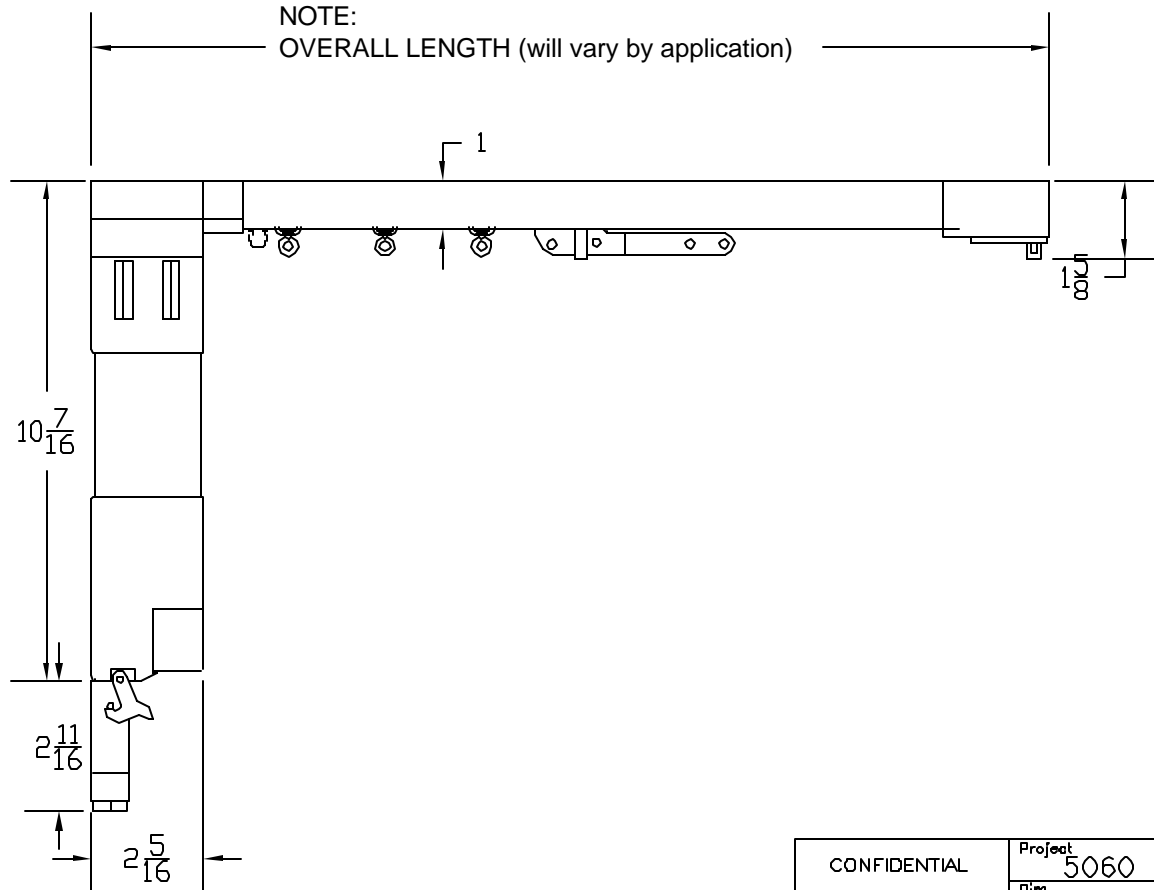 NOTE:
OVERALL LENGTH (will vary by application)
1
1 5/8
10 7/16
2 11/16
2 5/16
CONFIDENTIAL
Project
5060
Dim